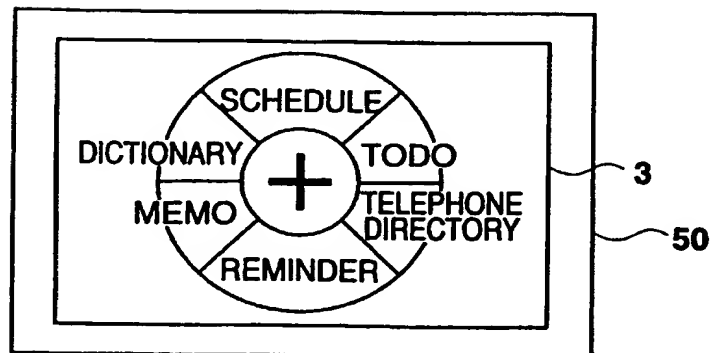 SCHEDULE
DICTIONARY
TODO
MEMO
TELEPHONE
DIRECTORY
REMINDER
3
50